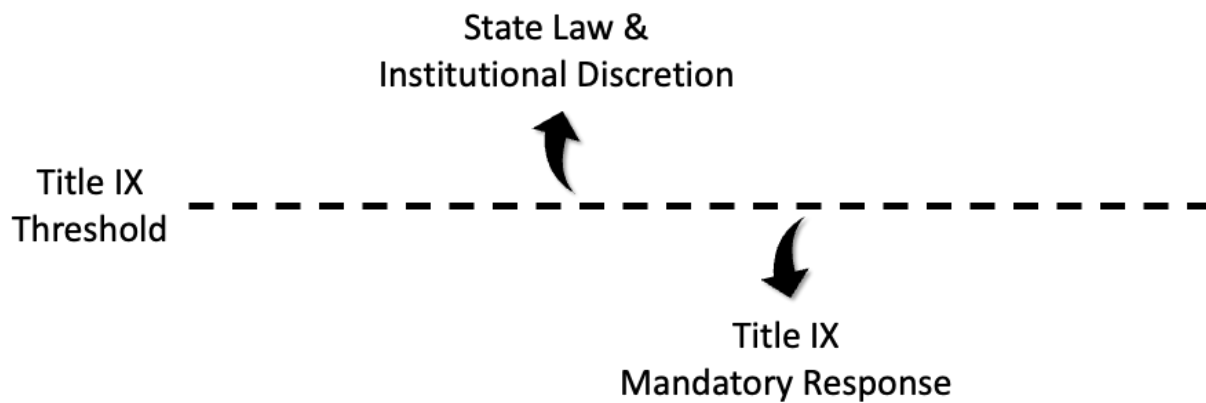 State Law &
Institutional Discretion
Title IX
Threshold
Title IX
Mandatory Response